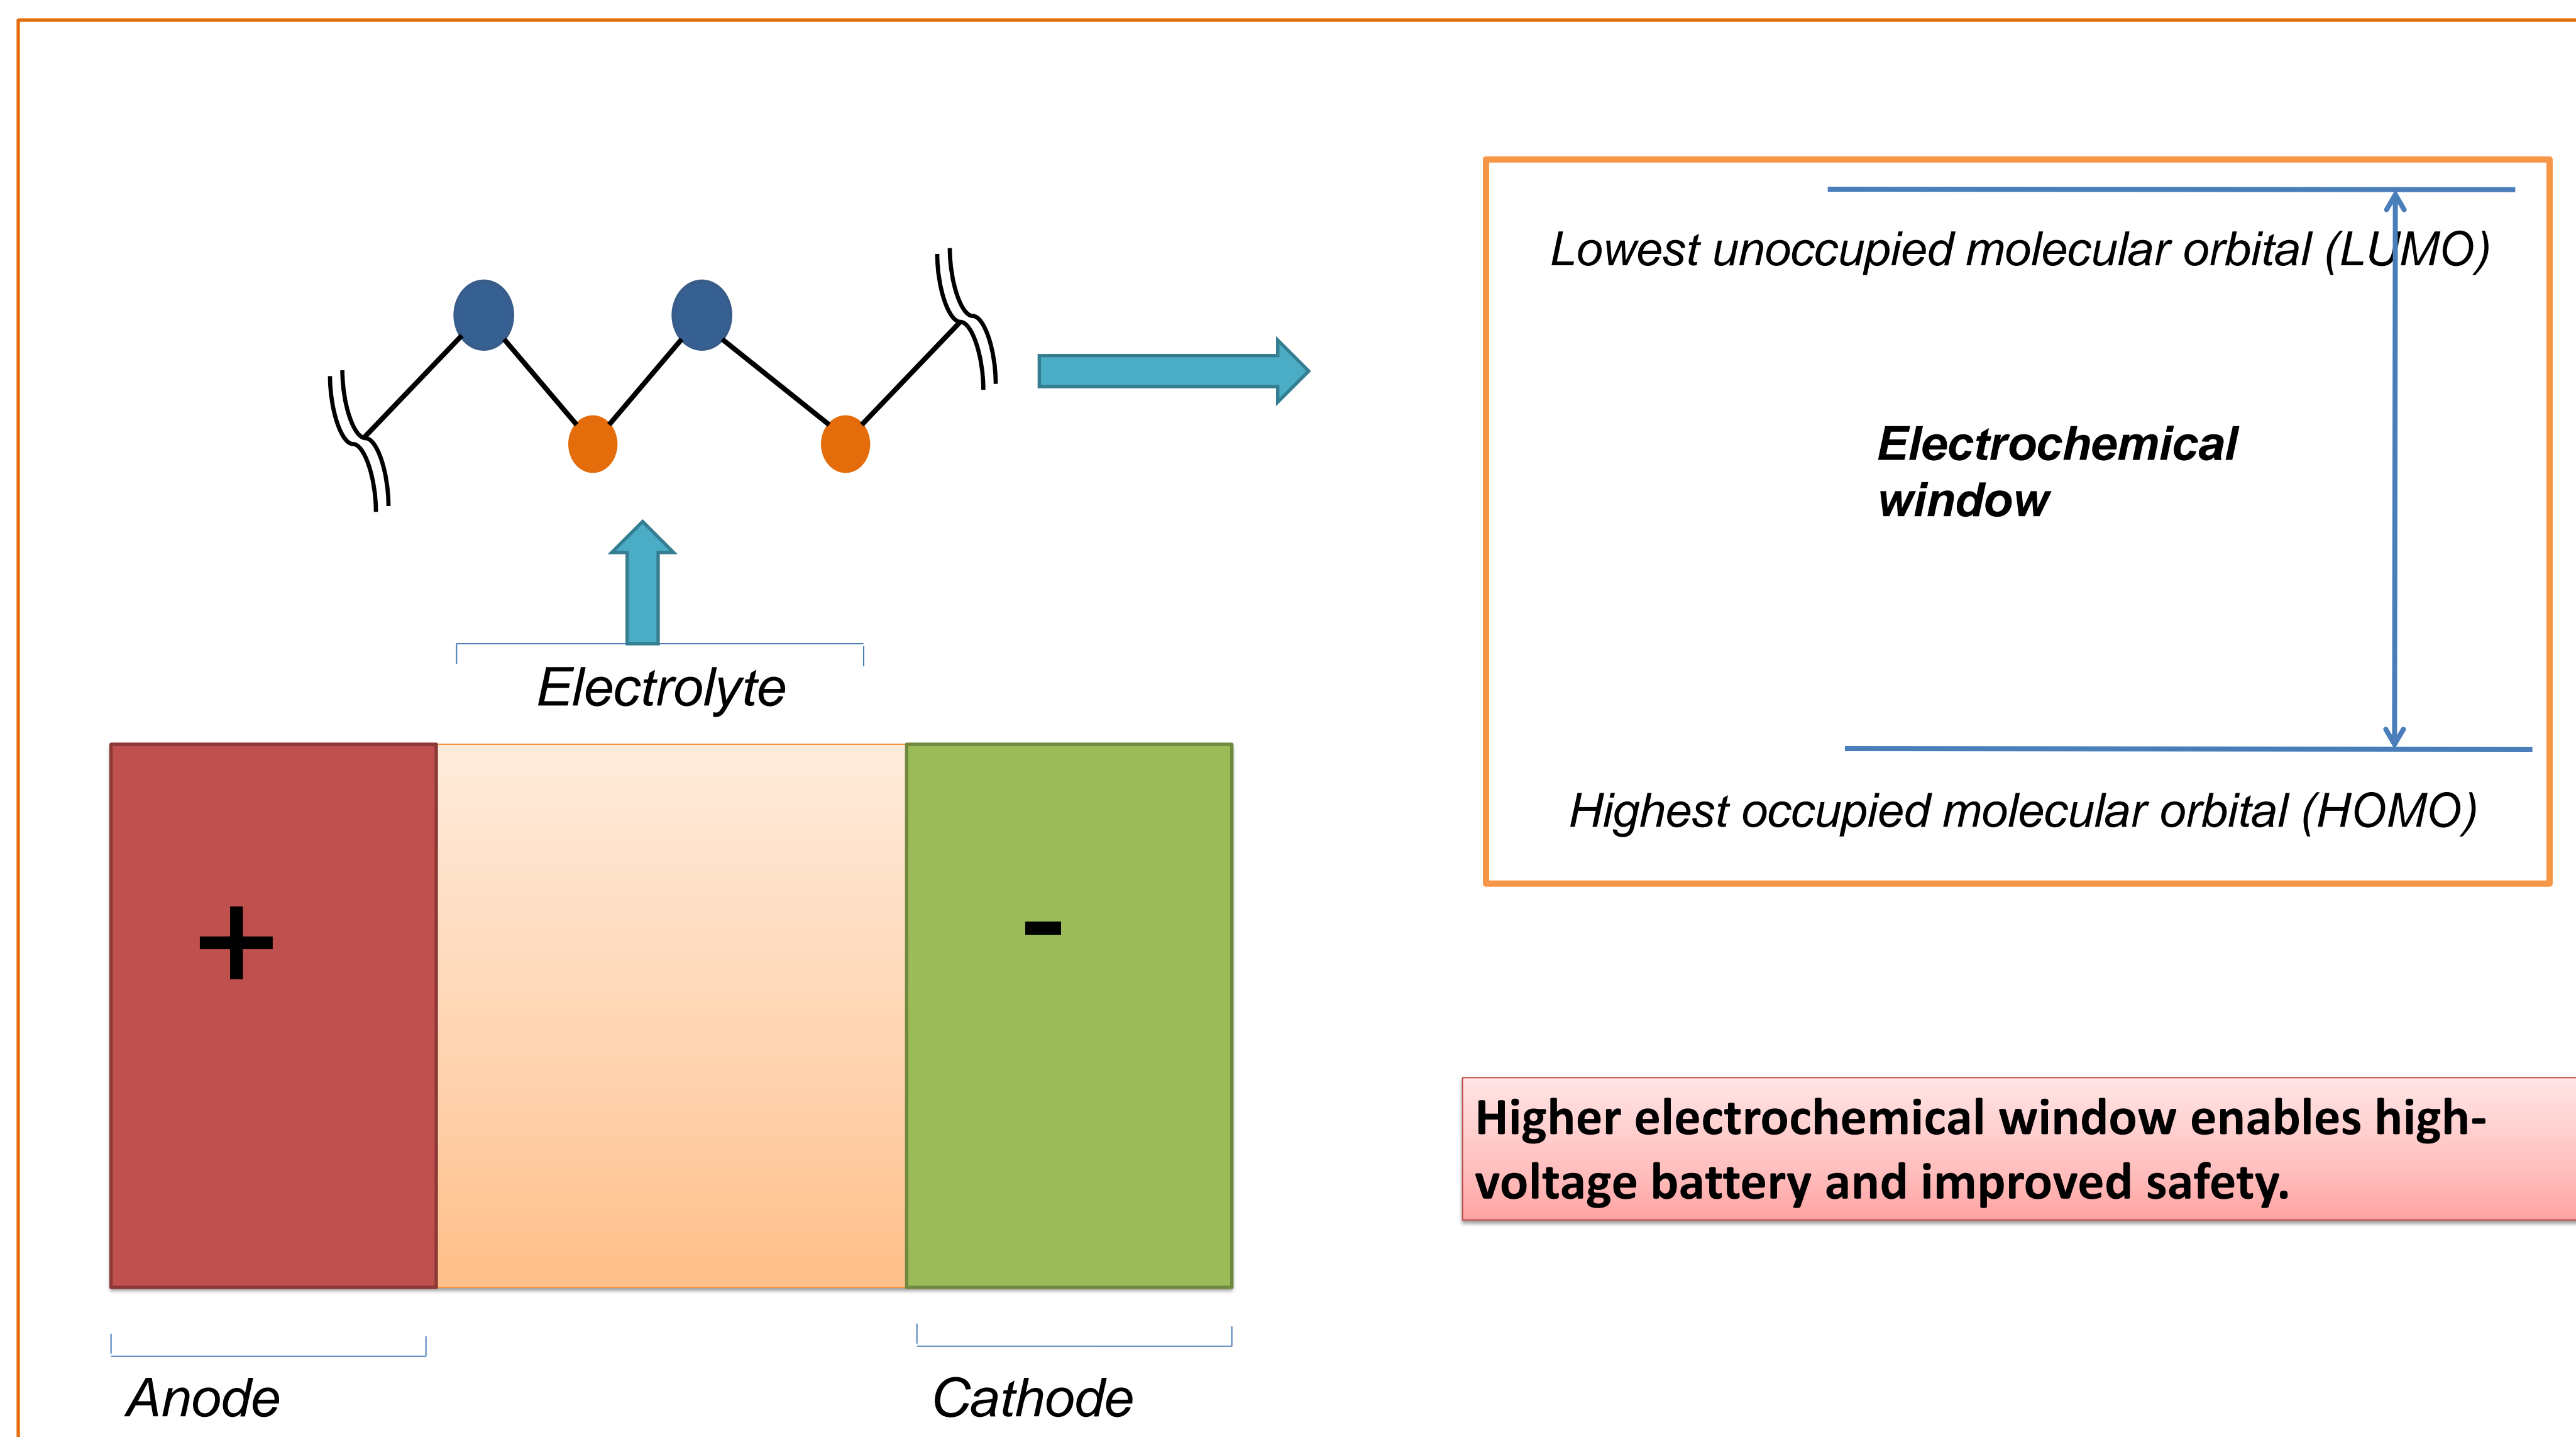 Lowest unoccupied molecular orbital (LUMO)
Electrochemical
window
Highest occupied molecular orbital (HOMO)
Electrolyte
+
-
Anode
Cathode
Higher electrochemical window enables high-
voltage battery and improved safety.